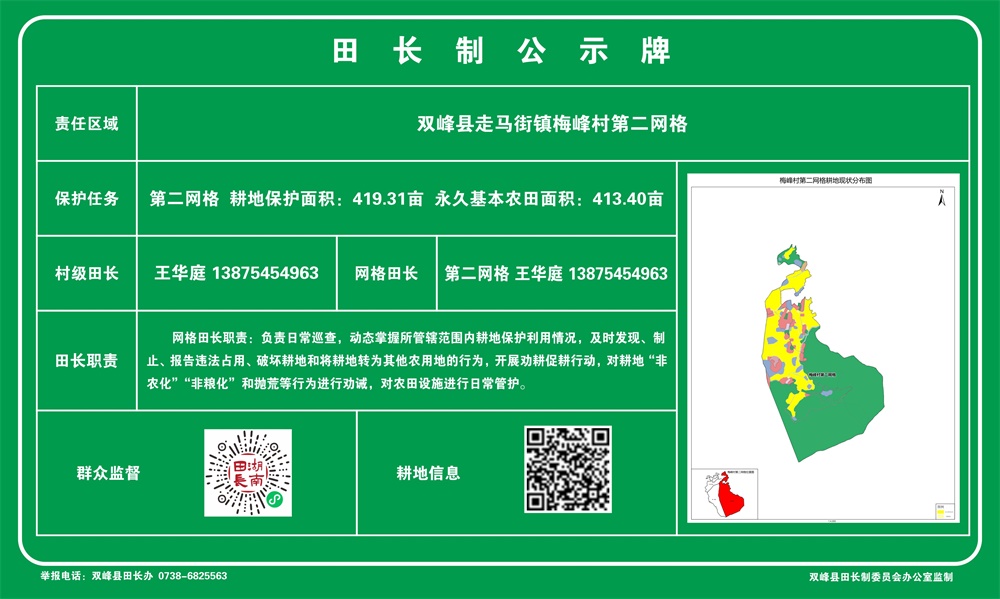 田长制公示牌
责任区域
双峰县走马街镇梅峰村第二网格
保护任务
第二网格 耕地保护面积：419.31亩 永久基本农田面积：413.40亩
梅峰村第二网格耕地现状分布图
N
村级田长
王华庭 13875454963
网格田长
第二网格 王华庭 13875454963
田长职责
网格田长职责：负责日常巡查，动态掌握所管辖范围内耕地保护利用情况，及时发现、制
止、报告违法占用、破坏耕地和将耕地转为其他农用地的行为，开展劝耕促耕行动，对耕地“非
农化”“非粮化”和抛荒等行为进行劝诫，对农田设施进行日常管护。
梅峰村第二网格
群众监督
湖南田長
耕地信息
举报电话：双峰县田长办 0738-6825563
双峰县田长制委员会办公室监制